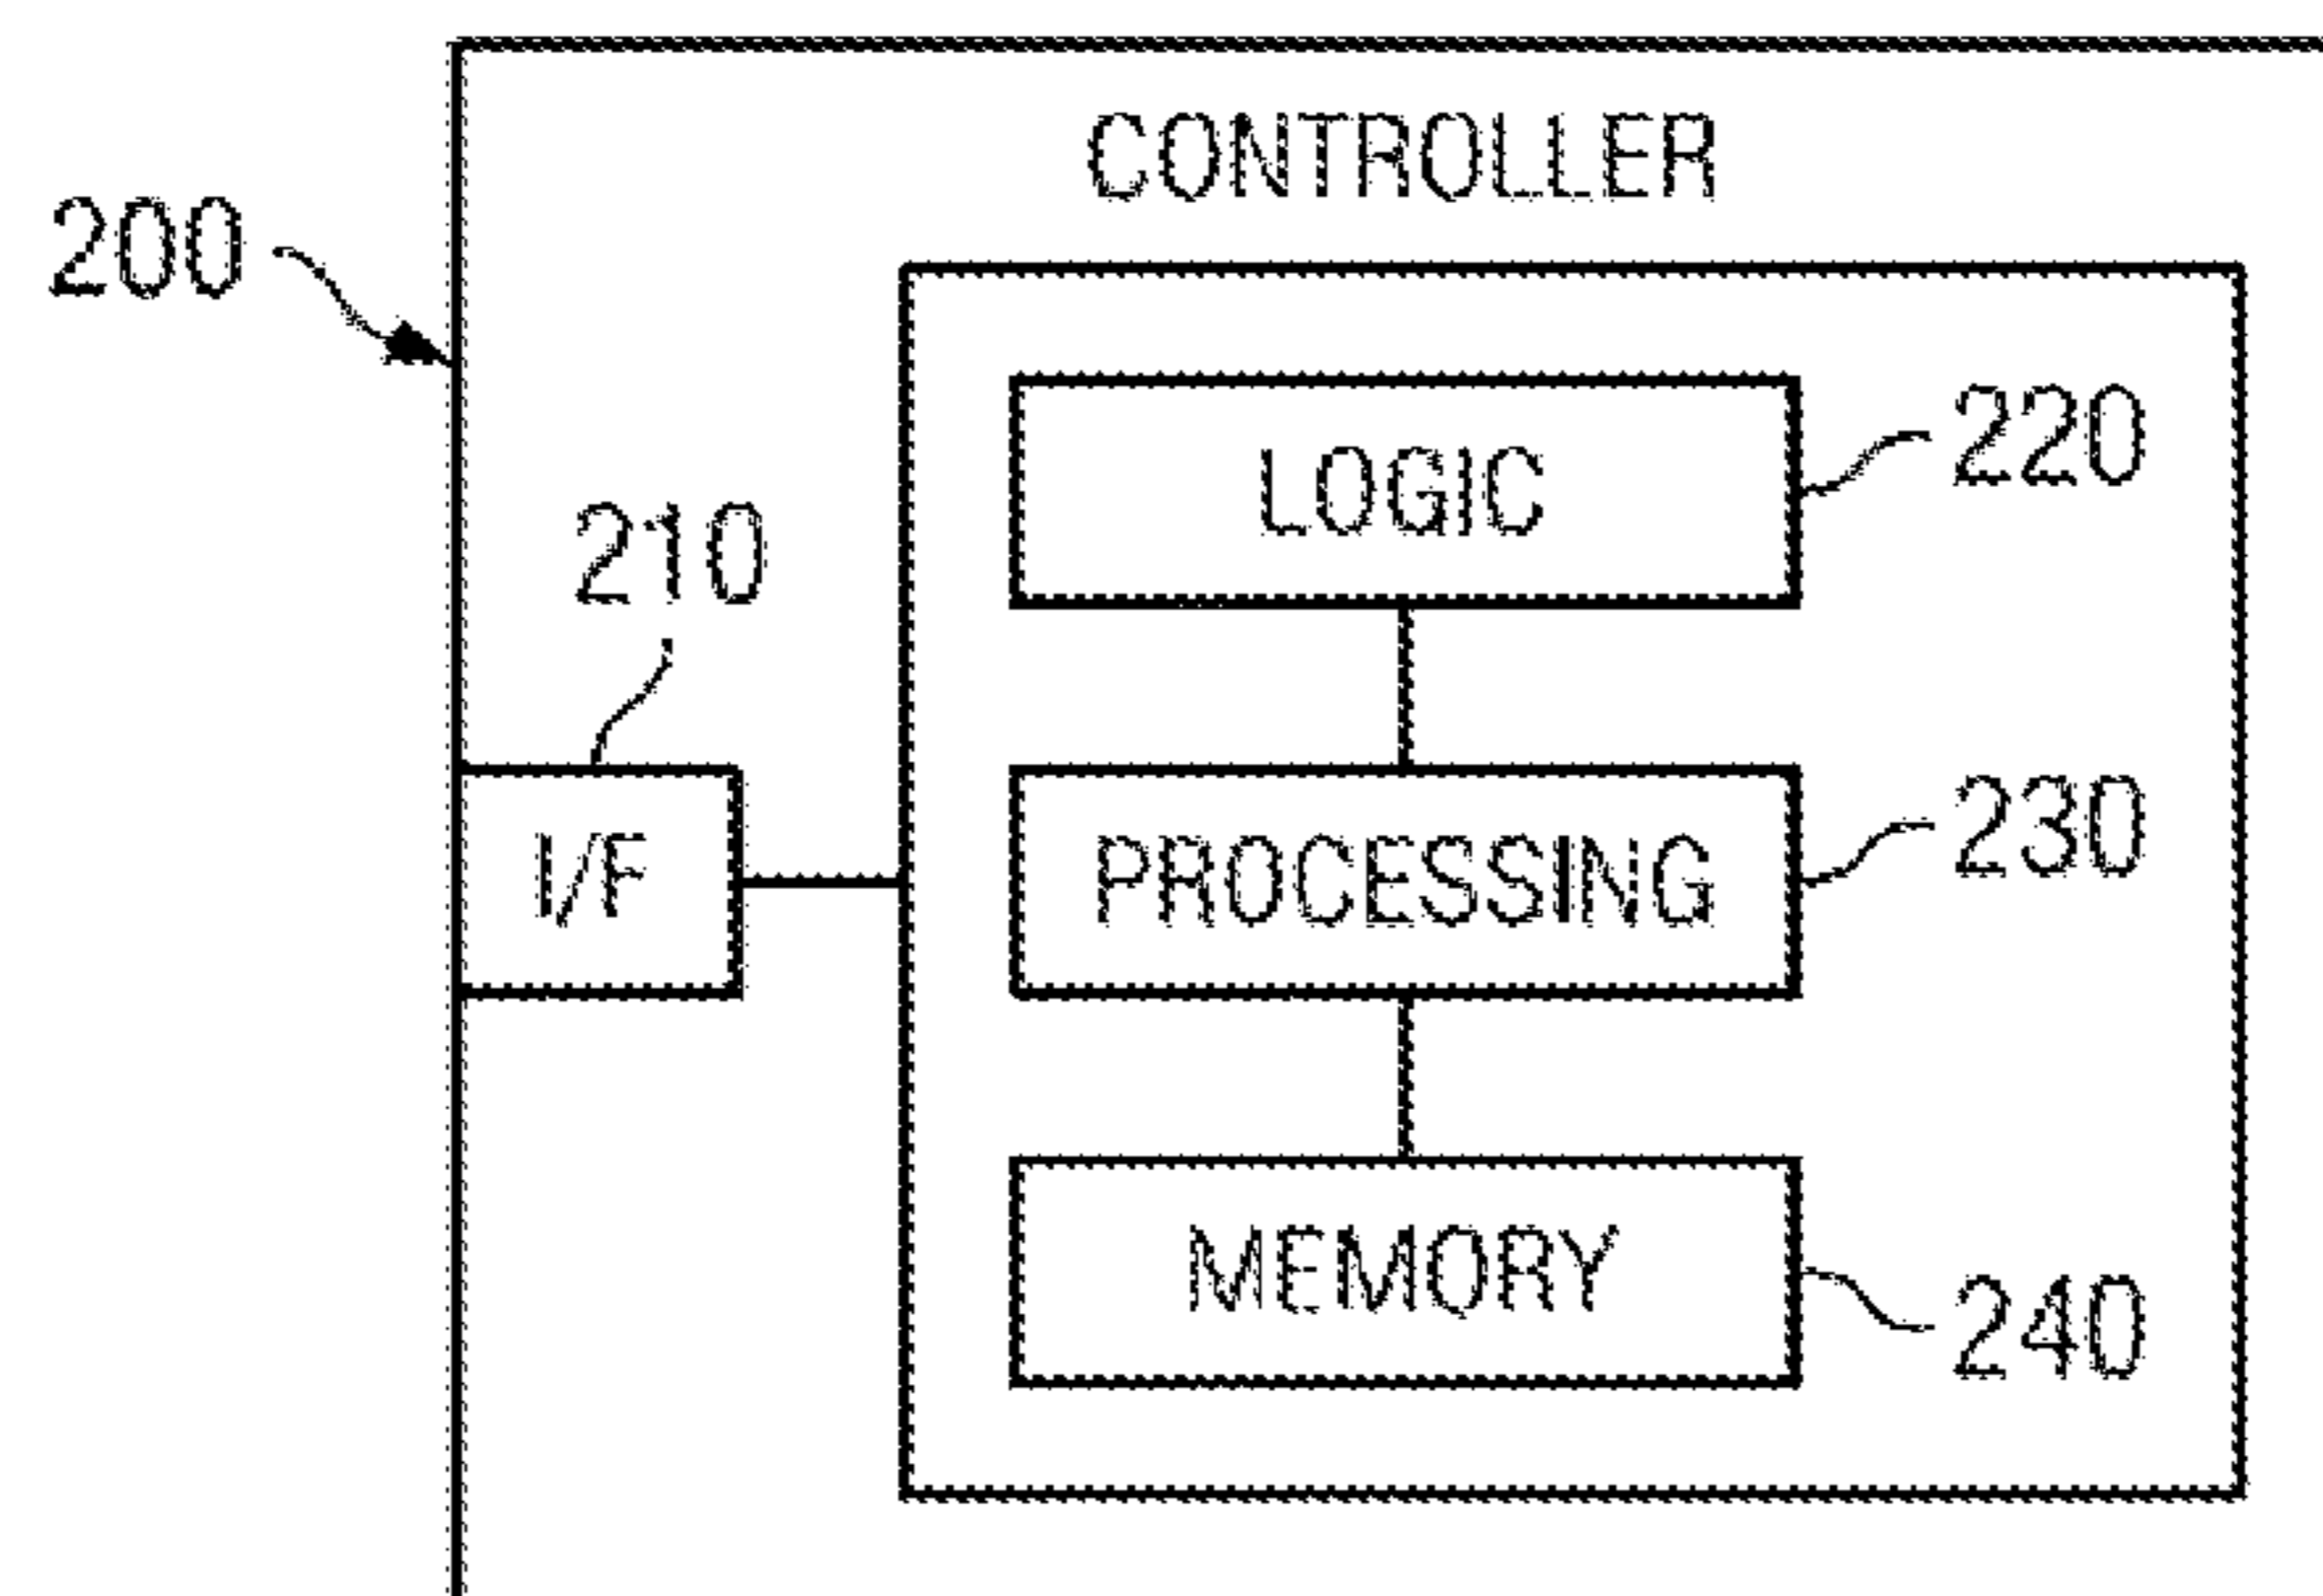 CONTROLLER
200
LOGIC
220
210
I/F
PROCESSING
230
MEMORY
240